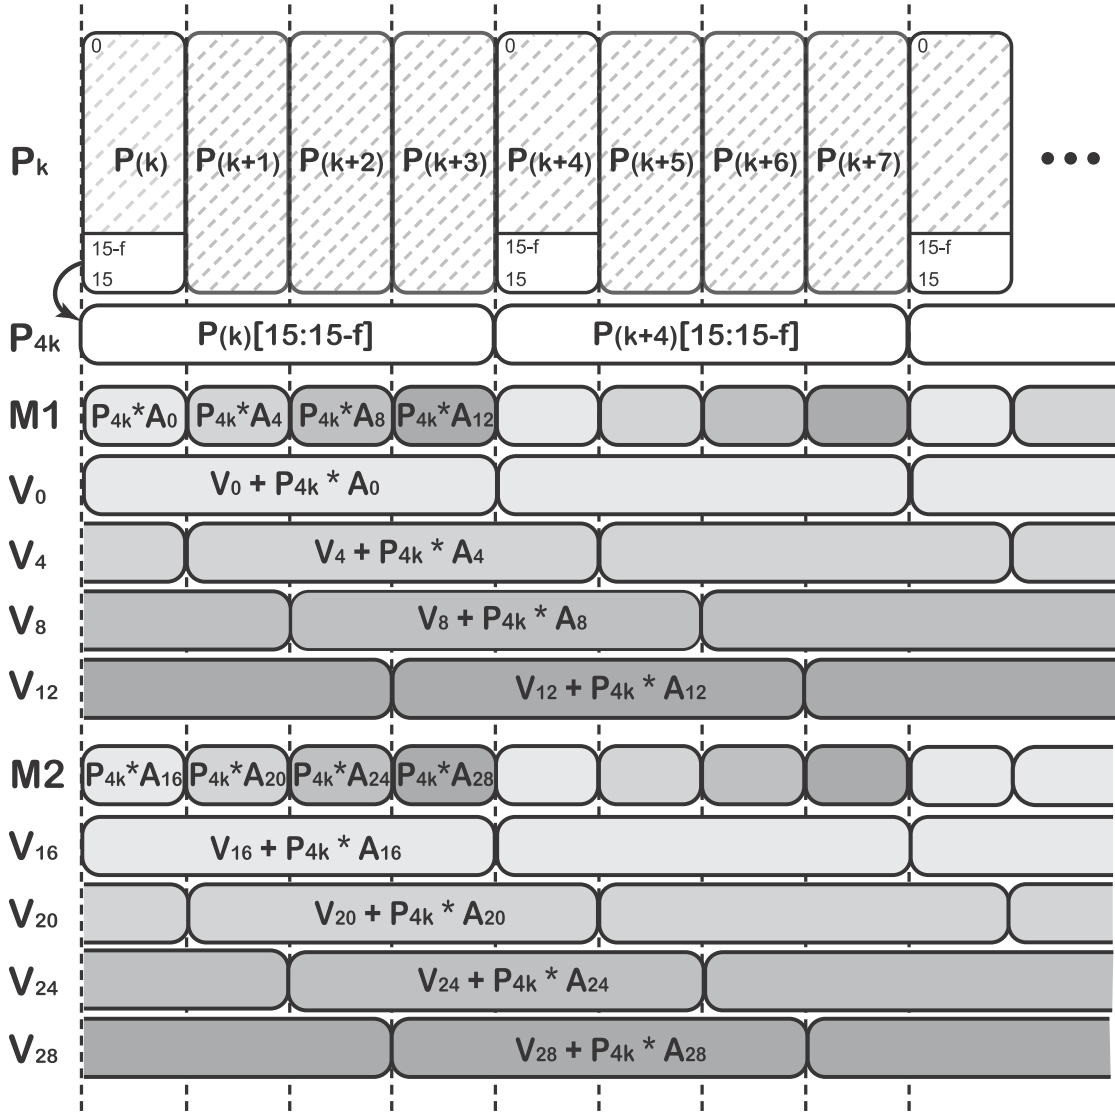 0 0 0
Pk P(k) P(k+1) P(k+2) P(k+3) P(k+4) P(k+5) P(k+6) P(k+7) •••
15-f 15-f 15-f
15 15 15
P4k P(k)[15:15-f] P(k+4)[15:15-f]
M1 P4k*A0 P4k*A4 P4k*A8 P4k*A12
V0 V0 + P4k * A0
V4 V4 + P4k * A4
V8 V8 + P4k * A8
V12 V12 + P4k * A12
M2 P4k*A16 P4k*A20 P4k*A24 P4k*A28
V16 V16 + P4k * A16
V20 V20 + P4k * A20
V24 V24 + P4k * A24
V28 V28 + P4k * A28